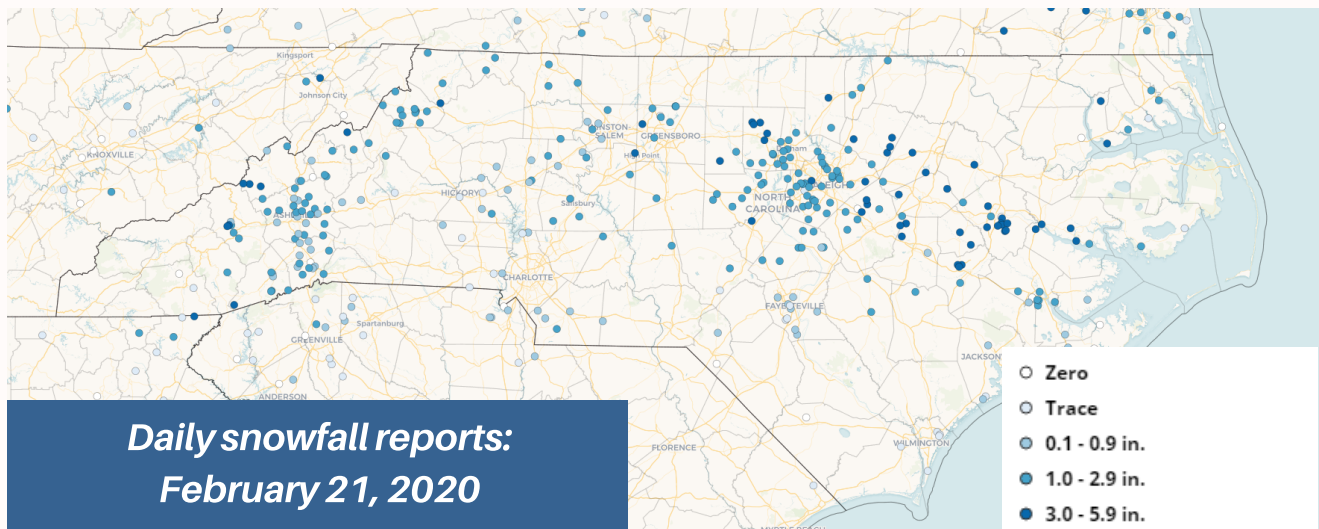 Kingsport
Johnson City
KNOXVILLE
WINSTON-
SALEM
GREENSBORO
High Point
HICKORY
Salisbury
NORTH
CAROLINA
CHARLOTTE
FAYETTEVILLE
Spartanburg
GREENVILLE
ANDERSON
JACKSON
FLORENCE
WILMINGTON
MYRTLE BEACH
Daily snowfall reports:
February 21, 2020
Zero
Trace
0.1 - 0.9 in.
1.0 - 2.9 in.
3.0 - 5.9 in.